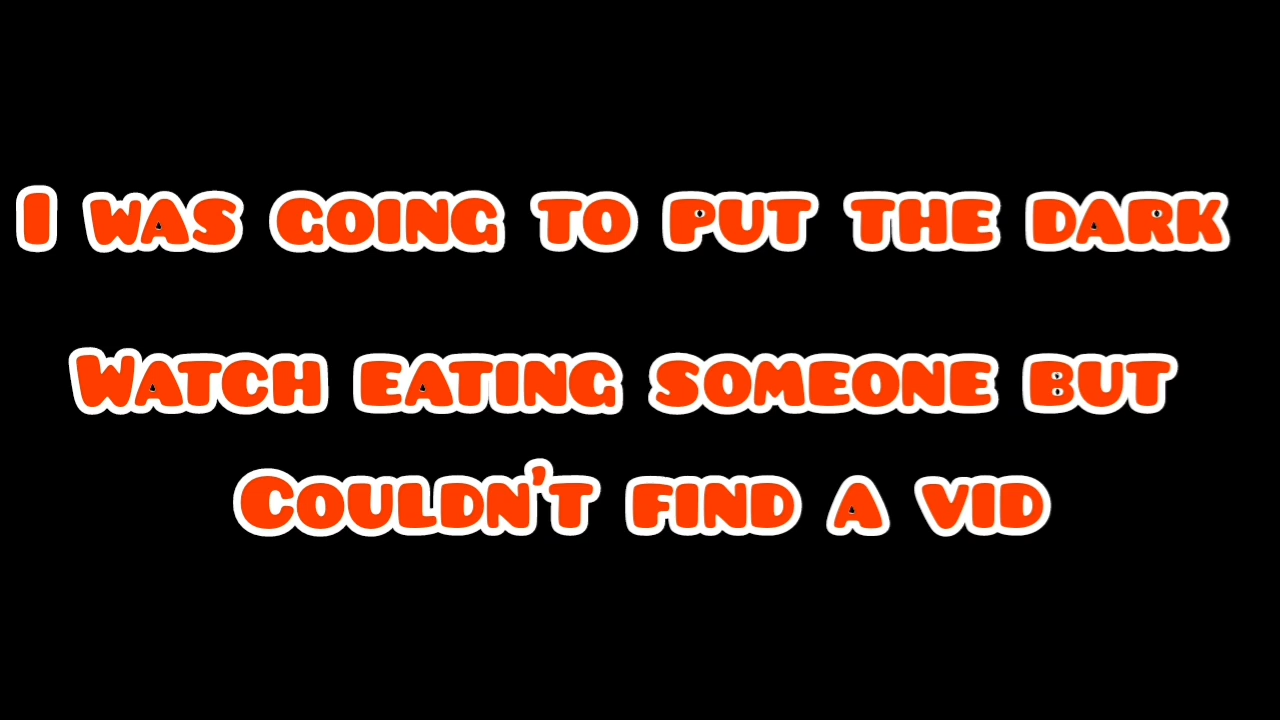 I was going to put the dark
Watch eating someone but
Couldn't find a vid